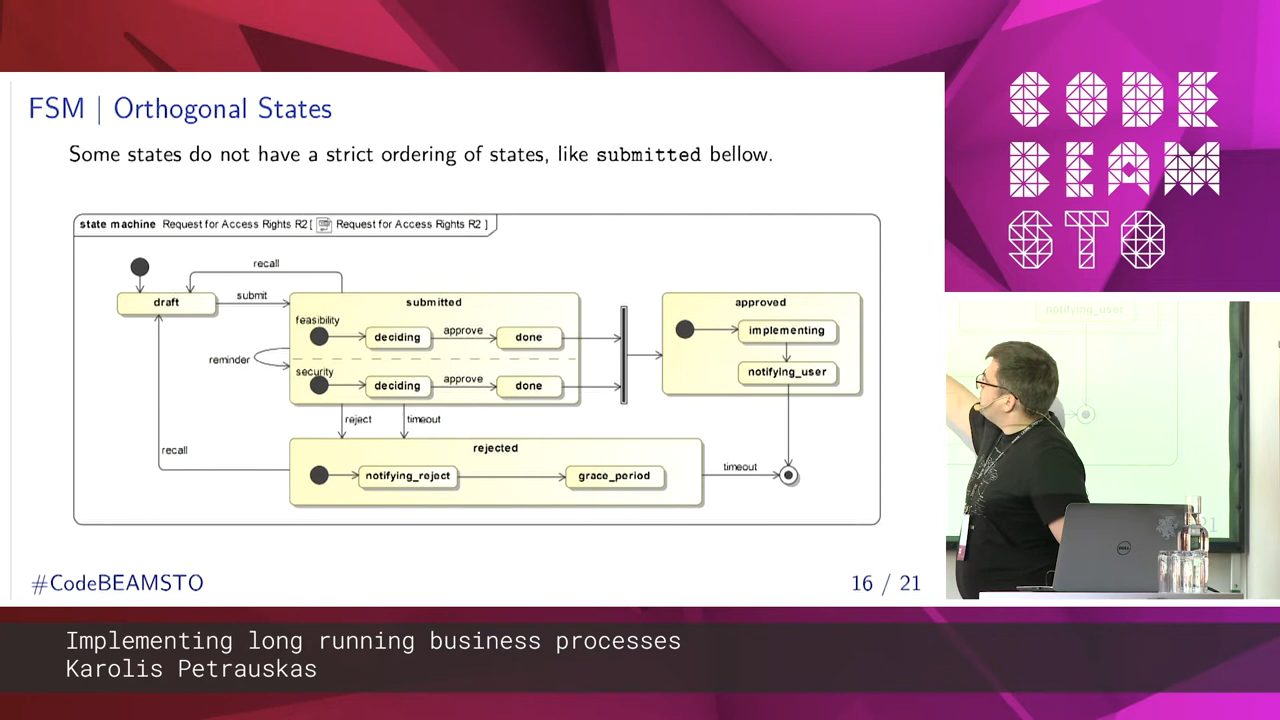 FSM | Orthogonal States
Some states do not have a strict ordering of states, like submitted bellow.
state machine Request for Access Rights R2 [ Request for Access Rights R2 ]
recall
draft
submit
submitted
approved
feasibility
deciding
approve
done
implementing
reminder
security
deciding
approve
done
notifying_user
reject
timeout
recall
rejected
notifying_reject
grace_period
timeout
#CodeBEAMSTO
16 / 21
CODE
BEAM
STO
notifying_user
21
DELL
Implementing long running business processes
Karolis Petrauskas